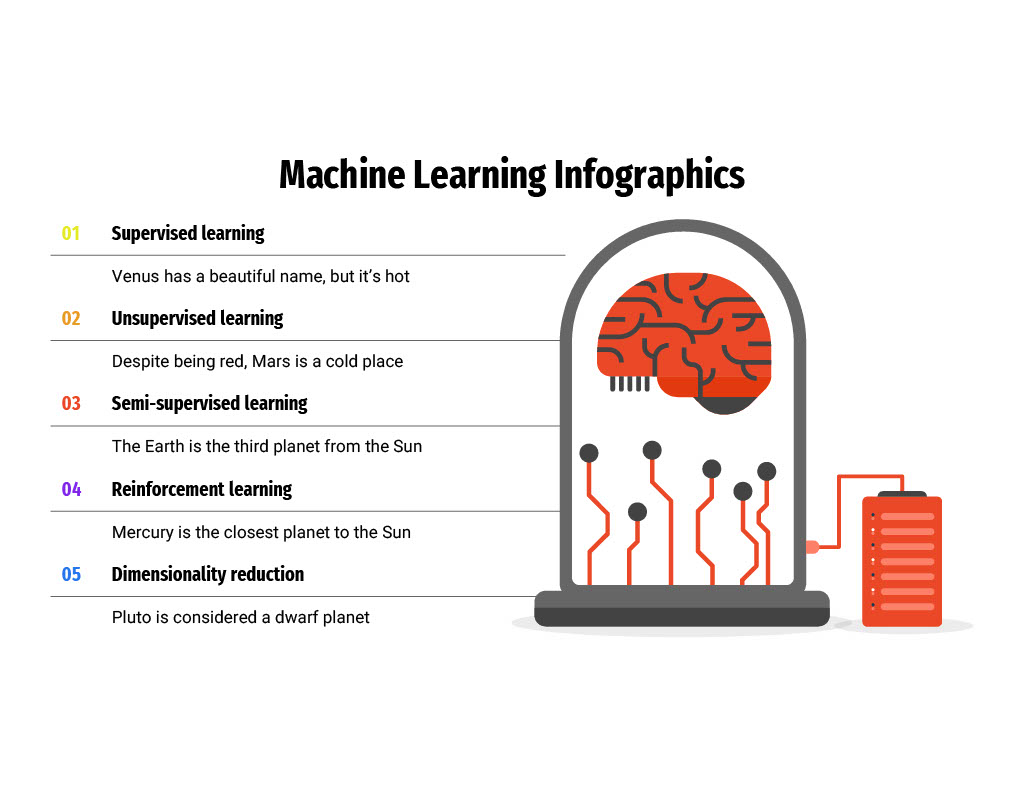 Machine Learning Infographics
01 Supervised learning
Venus has a beautiful name, but it’s hot
02 Unsupervised learning
Despite being red, Mars is a cold place
03 Semi-supervised learning
The Earth is the third planet from the Sun
04 Reinforcement learning
Mercury is the closest planet to the Sun
05 Dimensionality reduction
Pluto is considered a dwarf planet